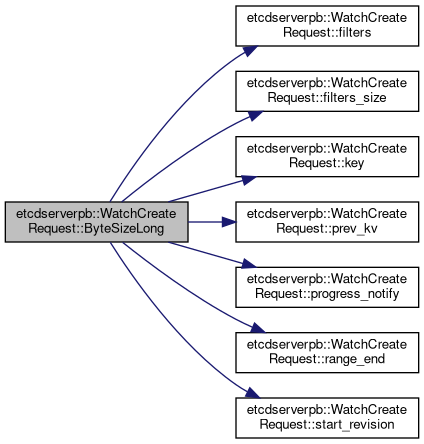 etcdserverpb::WatchCreate
Request::filters
etcdserverpb::WatchCreate
Request::filters_size
etcdserverpb::WatchCreate
Request::key
etcdserverpb::WatchCreate
Request::ByteSizeLong
etcdserverpb::WatchCreate
Request::prev_kv
etcdserverpb::WatchCreate
Request::progress_notify
etcdserverpb::WatchCreate
Request::range_end
etcdserverpb::WatchCreate
Request::start_revision